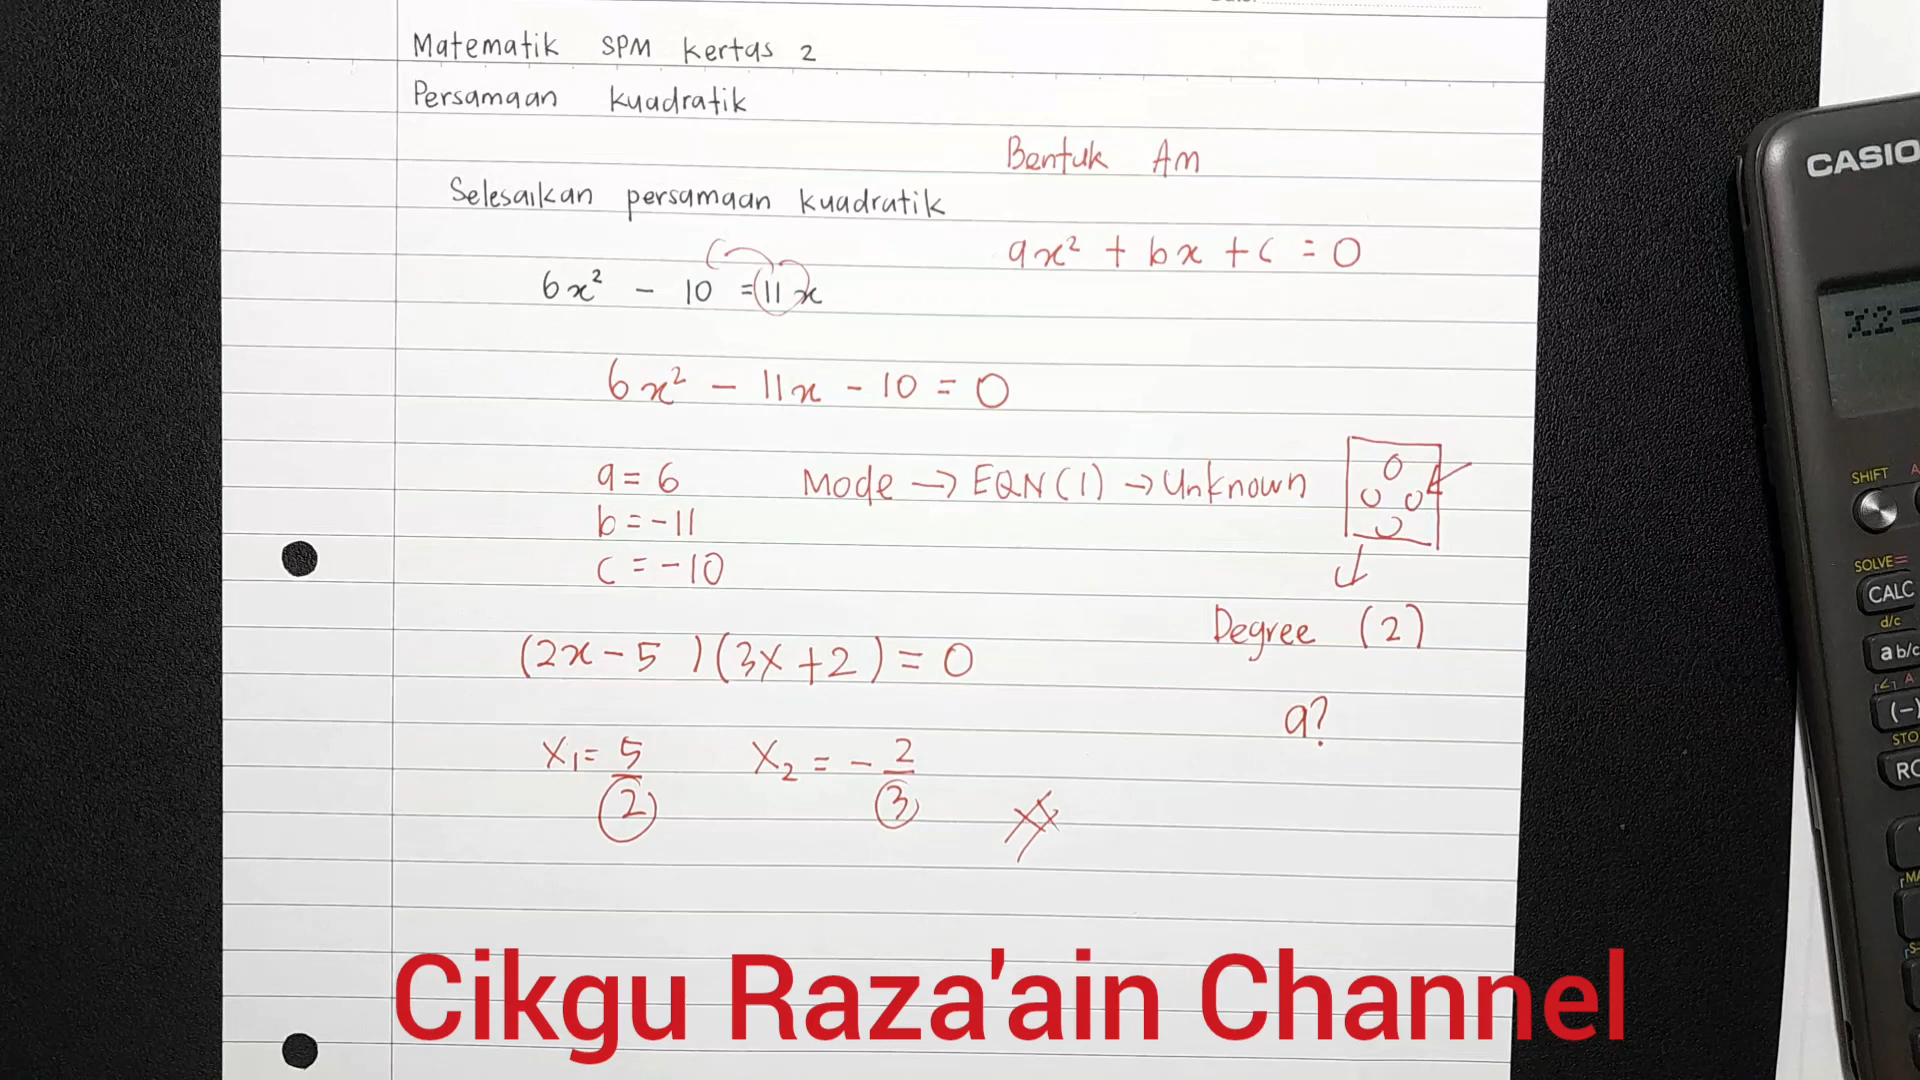 Matematik SPM kertas 2
Persamaan kuadratik
Bentuk Am
Selesaikan persamaan kuadratik
ax² + bx + c = 0
6x² - 10 = 11x
6x² - 11x - 10 = 0
a = 6
Mode → EQN (1) → Unknown
b = -11
c = -10
Degree (2)
(2x - 5)(3x + 2) = 0
a?
x₁ = 5/2 x₂ = -2/3
Cikgu Raza'ain Channel
CASIO
X2=
SHIFT
SOLVE=
CALC
d/c
a b/c
A
(-)
STO
RC